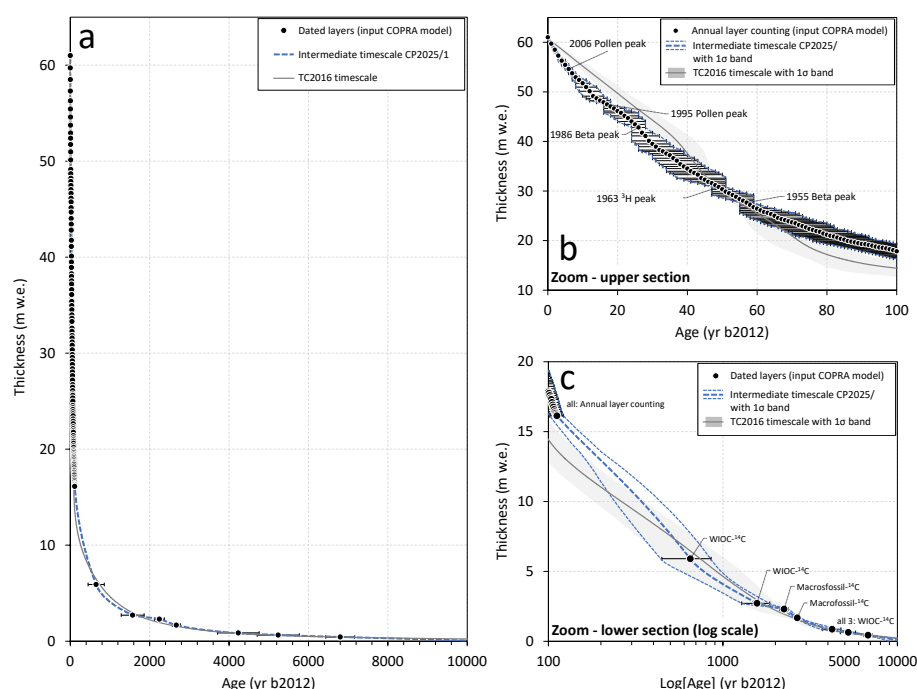 a
Dated layers (input COPRA model)
Intermediate timescale CP2025/1
TC2016 timescale
Thickness (m w.e.)
60
50
40
30
20
10
0
0
2000
4000
6000
8000
10000
Age (yr b2012)
Annual layer counting (input COPRA model)
Intermediate timescale CP2025/
with 1σ band
TC2016 timescale with 1σ band
2006 Pollen peak
1995 Pollen peak
1986 Beta peak
1963 ³H peak
1955 Beta peak
b
Zoom - upper section
Thickness (m w.e.)
60
50
40
30
20
10
0
20
40
60
80
100
Age (yr b2012)
c
Dated layers (input COPRA model)
Intermediate timescale CP2025/
with 1σ band
TC2016 timescale with 1σ band
all: Annual layer counting
WIOC-¹⁴C
WIOC-¹⁴C
Macrofossil-¹⁴C
Macrosfossil-¹⁴C
all 3: WIOC-¹⁴C
Zoom - lower section (log scale)
Thickness (m w.e.)
20
15
10
5
0
100
1000
5000
10000
Log[Age] (yr b2012)